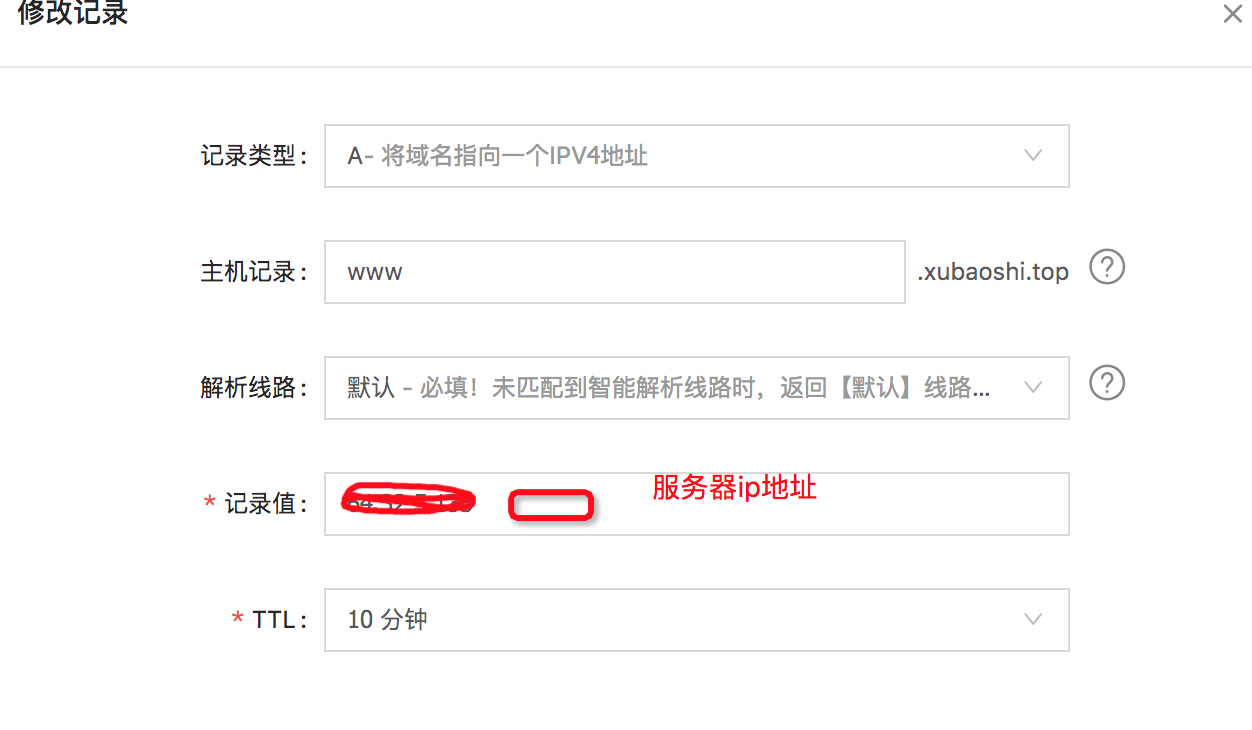 修改记录
记录类型： A- 将域名指向一个IPV4地址
主机记录： www .xubaoshi.top ?
解析线路： 默认 - 必填！未匹配到智能解析线路时，返回【默认】线路... ?
* 记录值： 服务器ip地址
* TTL： 10 分钟